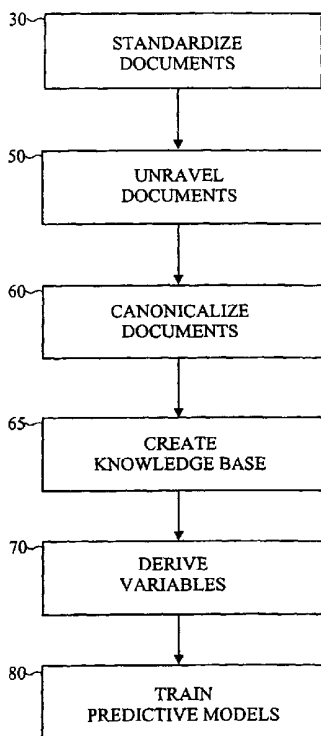 30
STANDARDIZE
DOCUMENTS
50
UNRAVEL
DOCUMENTS
60
CANONICALIZE
DOCUMENTS
65
CREATE
KNOWLEDGE BASE
70
DERIVE
VARIABLES
80
TRAIN
PREDICTIVE MODELS